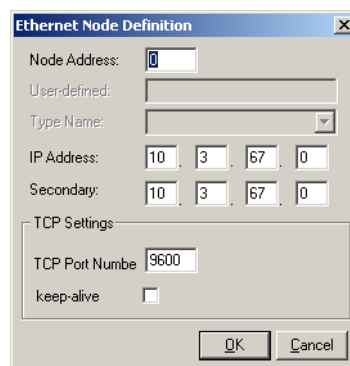 Ethernet Node Definition
Node Address: 0
User-defined:
Type Name:
IP Address: 10 . 3 . 67 . 0
Secondary: 10 . 3 . 67 . 0
TCP Settings
TCP Port Numbe 9600
keep-alive
OK Cancel